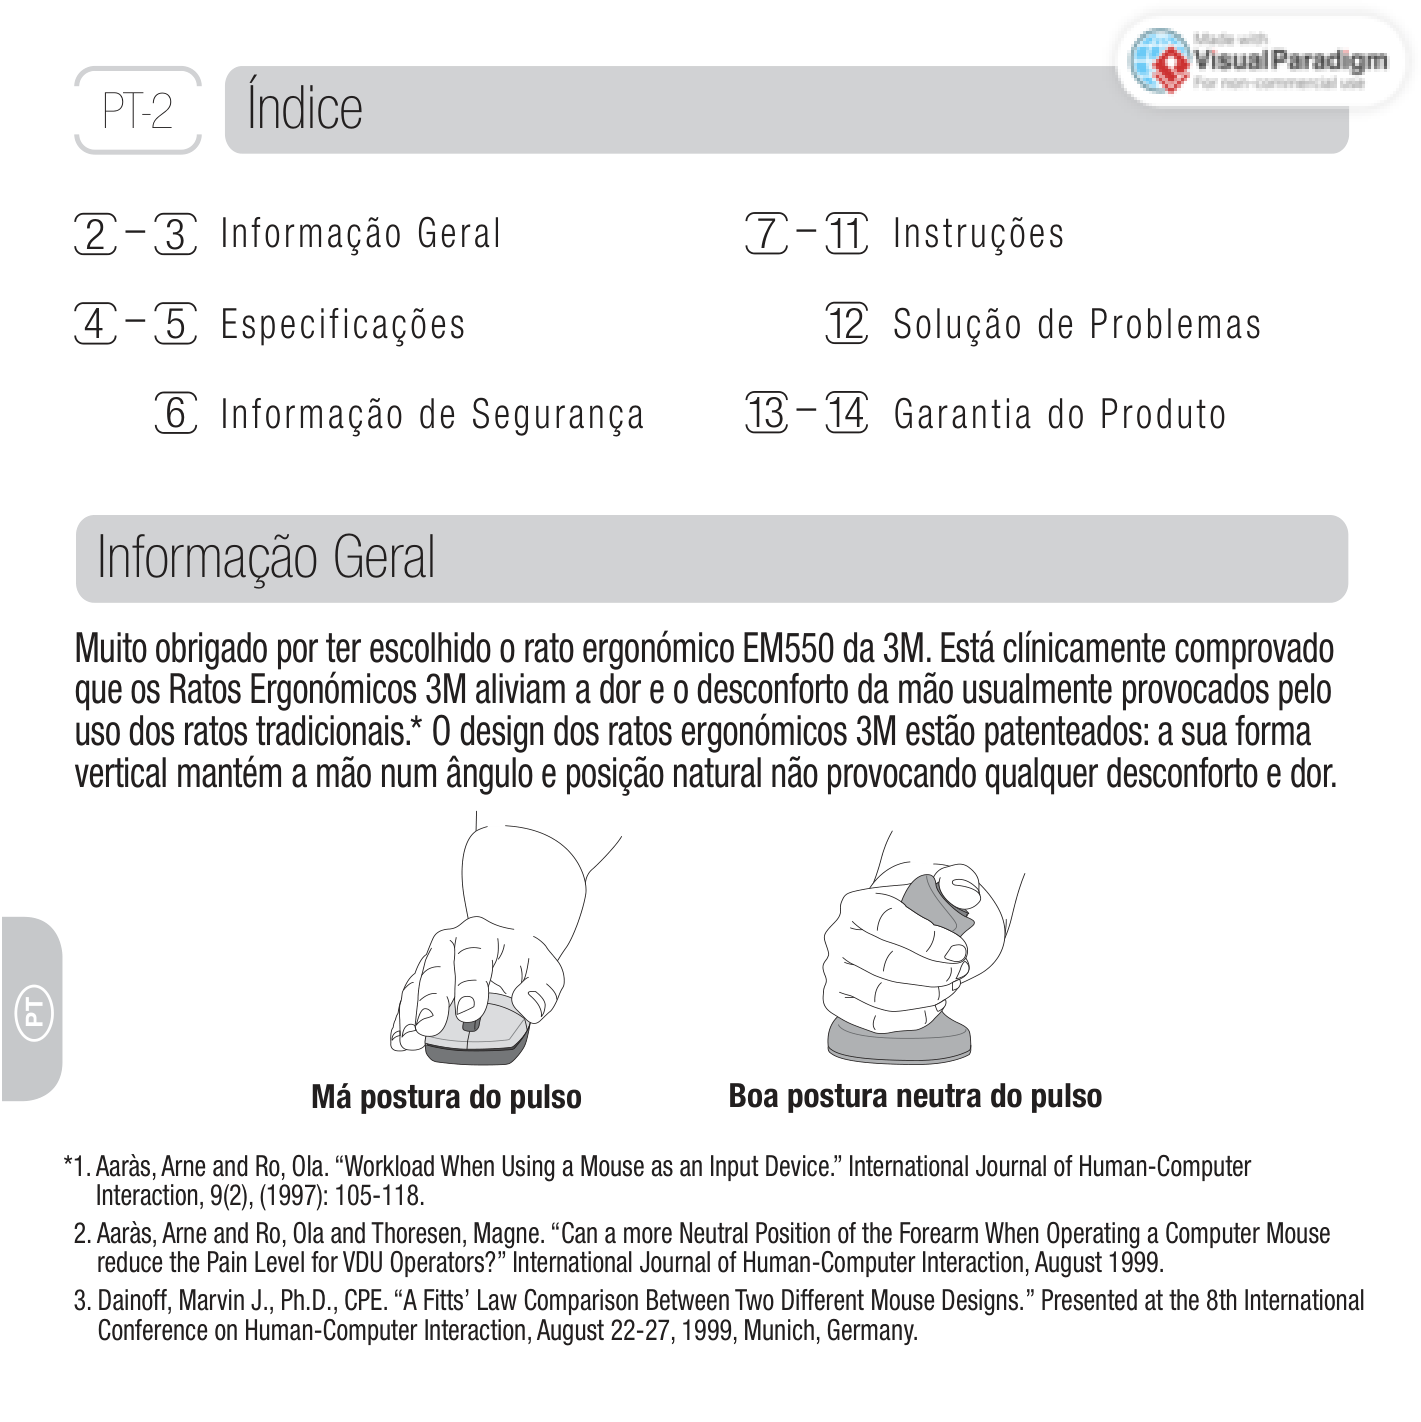 Made with
Visual Paradigm
For non-commercial use
PT-2
Índice
2 – 3 Informação Geral
4 – 5 Especificações
6 Informação de Segurança
7 – 11 Instruções
12 Solução de Problemas
13 – 14 Garantia do Produto
Informação Geral
Muito obrigado por ter escolhido o rato ergonómico EM550 da 3M. Está clínicamente comprovado
que os Ratos Ergonómicos 3M aliviam a dor e o desconforto da mão usualmente provocados pelo
uso dos ratos tradicionais.* O design dos ratos ergonómicos 3M estão patenteados: a sua forma
vertical mantém a mão num ângulo e posição natural não provocando qualquer desconforto e dor.
PT
Má postura do pulso
Boa postura neutra do pulso
*1. Aaràs, Arne and Ro, Ola. “Workload When Using a Mouse as an Input Device.” International Journal of Human-Computer
Interaction, 9(2), (1997): 105-118.
2. Aaràs, Arne and Ro, Ola and Thoresen, Magne. “Can a more Neutral Position of the Forearm When Operating a Computer Mouse
reduce the Pain Level for VDU Operators?” International Journal of Human-Computer Interaction, August 1999.
3. Dainoff, Marvin J., Ph.D., CPE. “A Fitts’ Law Comparison Between Two Different Mouse Designs.” Presented at the 8th International
Conference on Human-Computer Interaction, August 22-27, 1999, Munich, Germany.